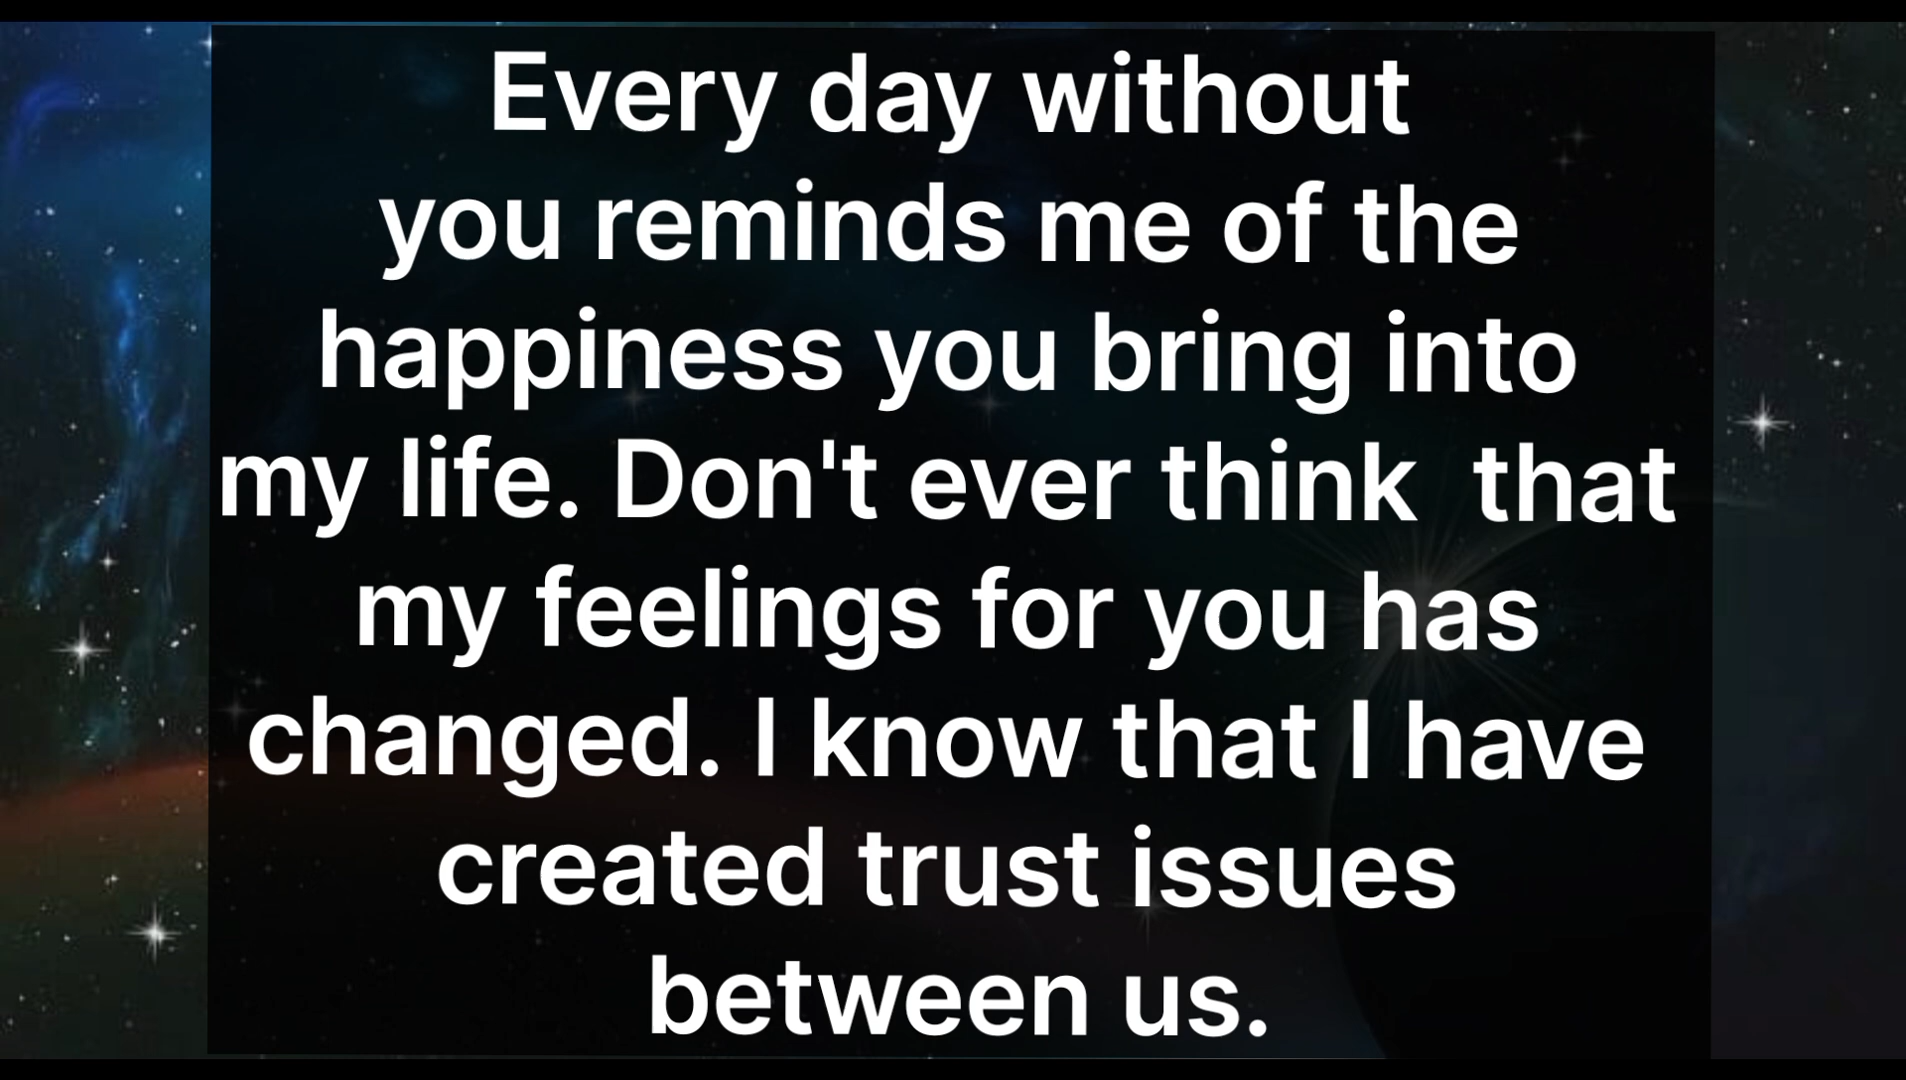 Every day without
you reminds me of the
happiness you bring into
my life. Don't ever think  that
my feelings for you has
changed. I know that I have
created trust issues
between us.